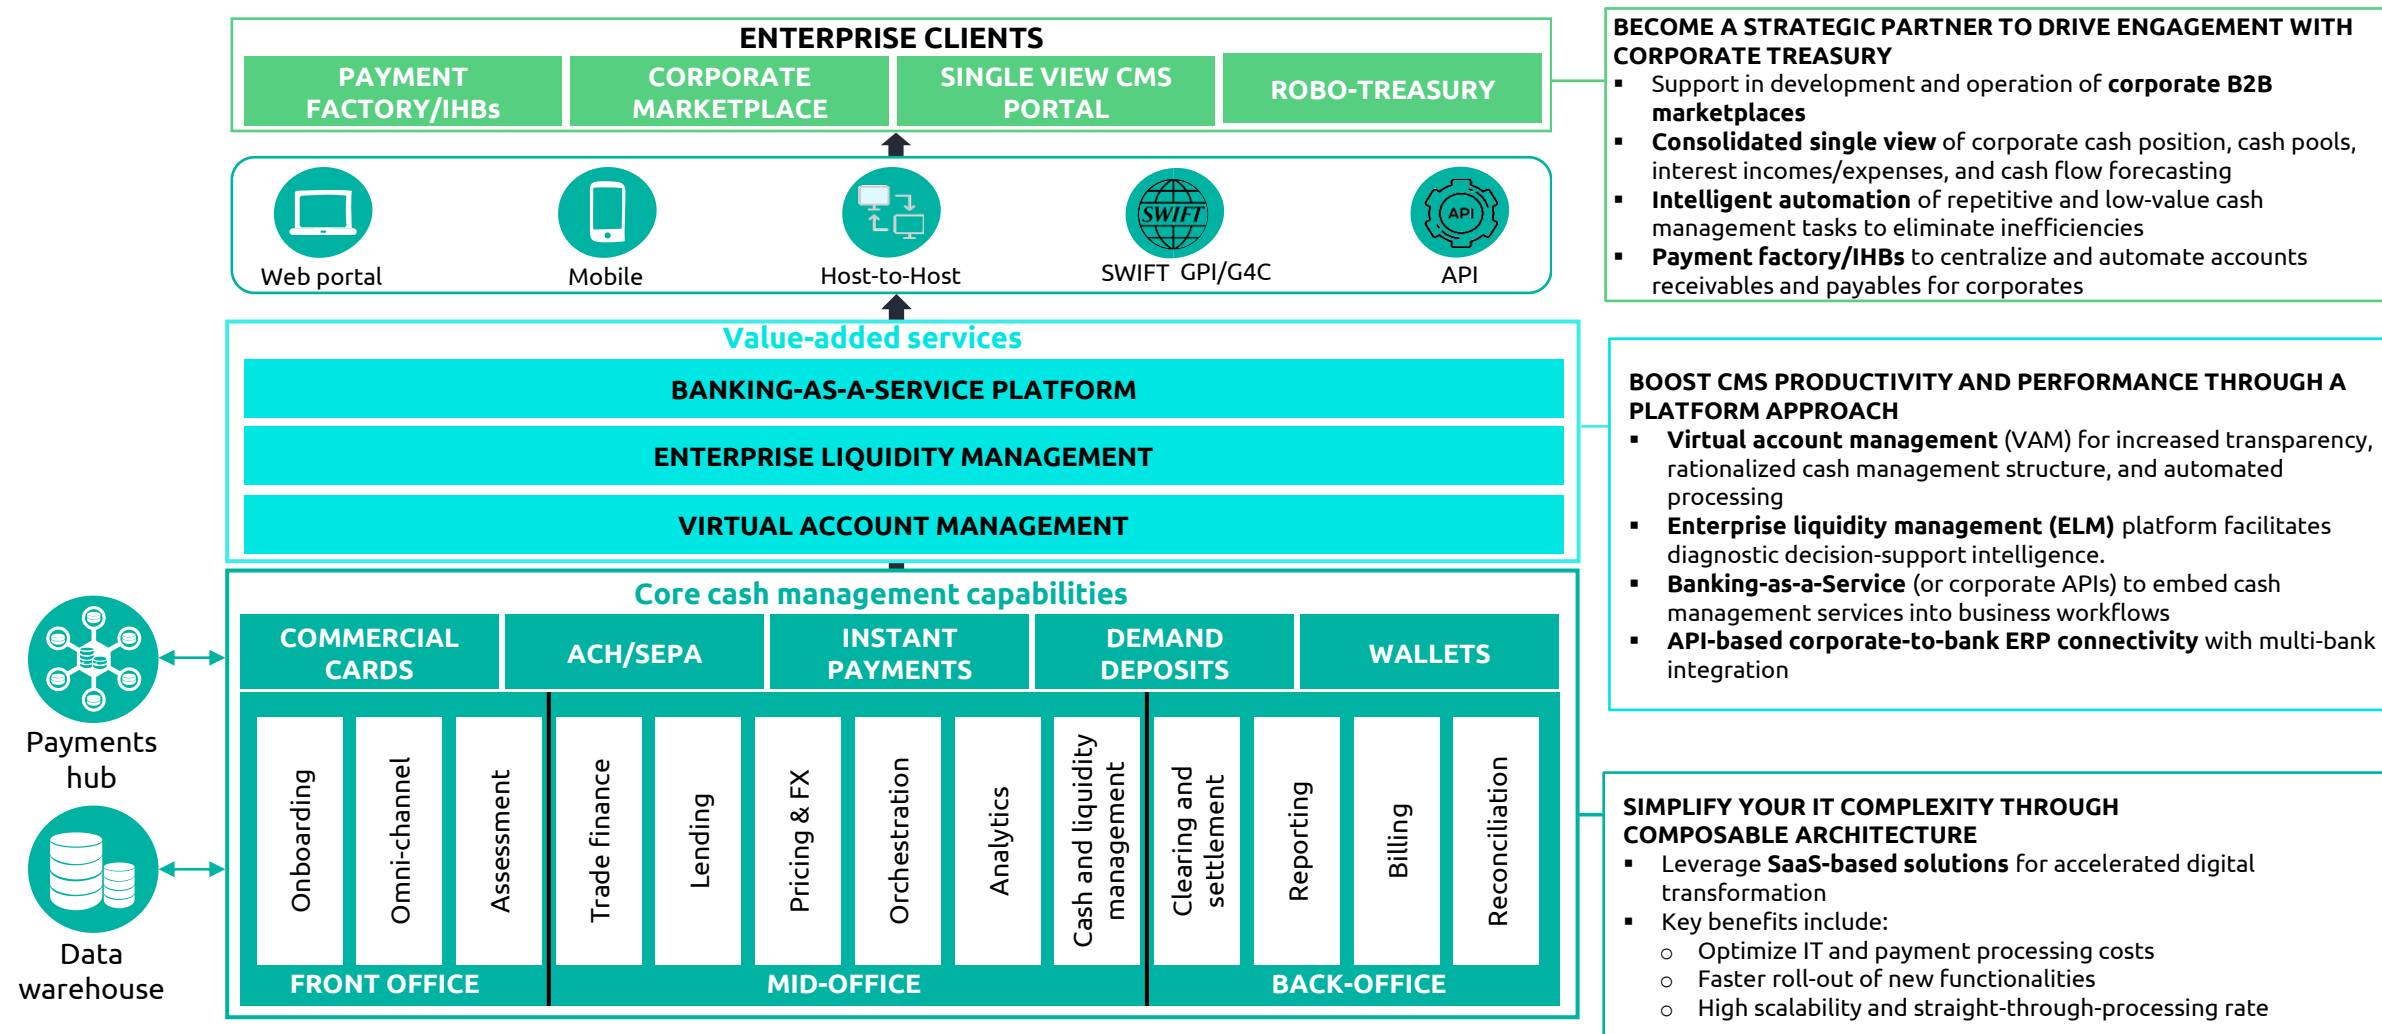 ENTERPRISE CLIENTS
PAYMENT
FACTORY/IHBs
CORPORATE
MARKETPLACE
SINGLE VIEW CMS
PORTAL
ROBO-TREASURY
SWIFT
API
Web portal
Mobile
Host-to-Host
SWIFT GPI/G4C
API
Value-added services
BANKING-AS-A-SERVICE PLATFORM
ENTERPRISE LIQUIDITY MANAGEMENT
VIRTUAL ACCOUNT MANAGEMENT
Core cash management capabilities
COMMERCIAL
CARDS
ACH/SEPA
INSTANT
PAYMENTS
DEMAND
DEPOSITS
WALLETS
Onboarding
Omni-channel
Assessment
Trade finance
Lending
Pricing & FX
Orchestration
Analytics
Cash and liquidity
management
Clearing and
settlement
Reporting
Billing
Reconciliation
FRONT OFFICE
MID-OFFICE
BACK-OFFICE
Payments
hub
Data
warehouse
BECOME A STRATEGIC PARTNER TO DRIVE ENGAGEMENT WITH
CORPORATE TREASURY
▪ Support in development and operation of corporate B2B
marketplaces
▪ Consolidated single view of corporate cash position, cash pools,
interest incomes/expenses, and cash flow forecasting
▪ Intelligent automation of repetitive and low-value cash
management tasks to eliminate inefficiencies
▪ Payment factory/IHBs to centralize and automate accounts
receivables and payables for corporates
BOOST CMS PRODUCTIVITY AND PERFORMANCE THROUGH A
PLATFORM APPROACH
▪ Virtual account management (VAM) for increased transparency,
rationalized cash management structure, and automated
processing
▪ Enterprise liquidity management (ELM) platform facilitates
diagnostic decision-support intelligence.
▪ Banking-as-a-Service (or corporate APIs) to embed cash
management services into business workflows
▪ API-based corporate-to-bank ERP connectivity with multi-bank
integration
SIMPLIFY YOUR IT COMPLEXITY THROUGH
COMPOSABLE ARCHITECTURE
▪ Leverage SaaS-based solutions for accelerated digital
transformation
▪ Key benefits include:
o Optimize IT and payment processing costs
o Faster roll-out of new functionalities
o High scalability and straight-through-processing rate